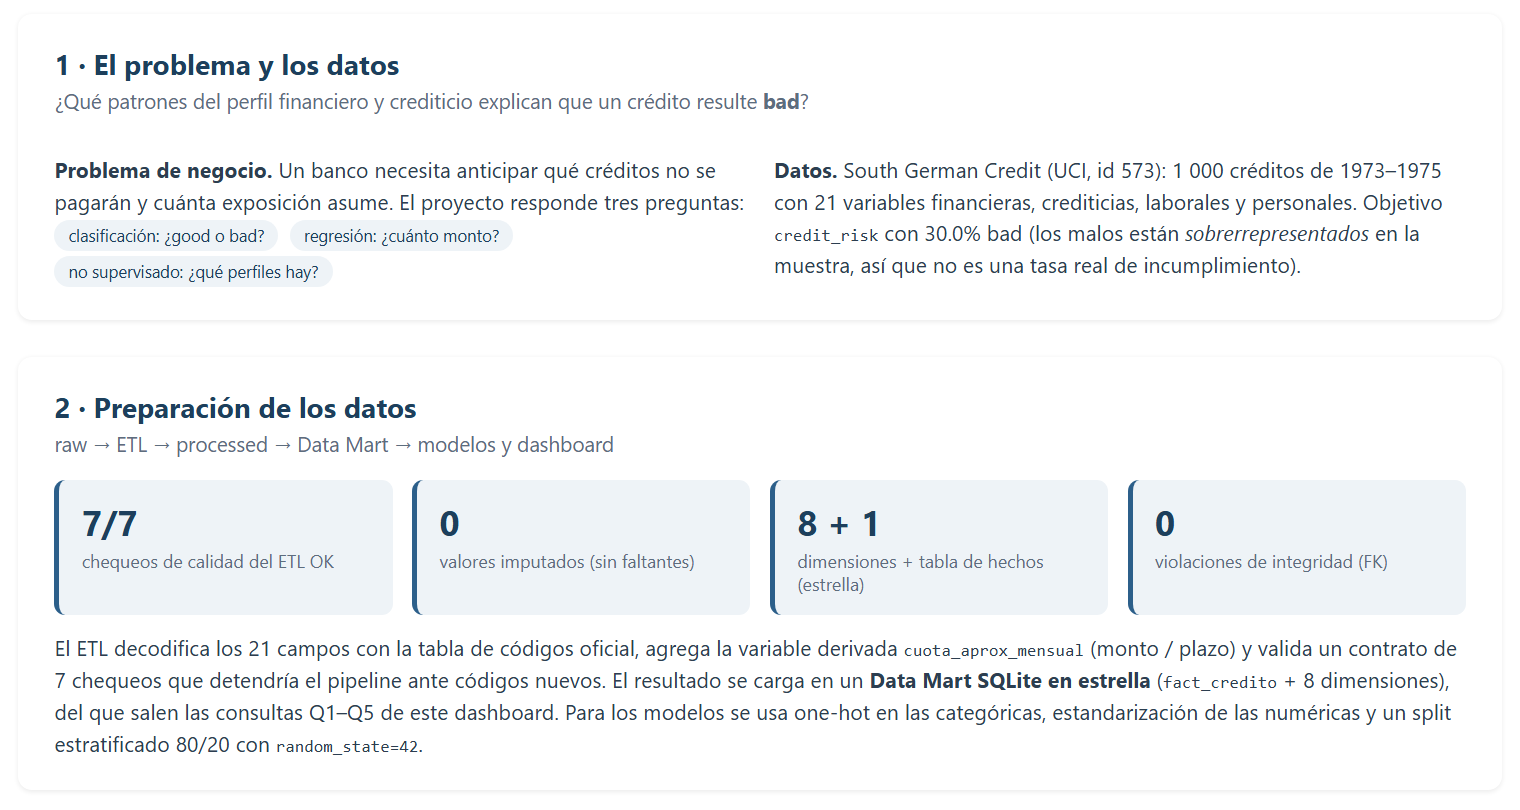 1 · El problema y los datos
¿Qué patrones del perfil financiero y crediticio explican que un crédito resulte bad?
Problema de negocio. Un banco necesita anticipar qué créditos no se
pagarán y cuánta exposición asume. El proyecto responde tres preguntas:
clasificación: ¿good o bad?
regresión: ¿cuánto monto?
no supervisado: ¿qué perfiles hay?
Datos. South German Credit (UCI, id 573): 1 000 créditos de 1973–1975
con 21 variables financieras, crediticias, laborales y personales. Objetivo
credit_risk con 30.0% bad (los malos están sobrerrepresentados en la
muestra, así que no es una tasa real de incumplimiento).
2 · Preparación de los datos
raw → ETL → processed → Data Mart → modelos y dashboard
7/7
chequeos de calidad del ETL OK
0
valores imputados (sin faltantes)
8 + 1
dimensiones + tabla de hechos
(estrella)
0
violaciones de integridad (FK)
El ETL decodifica los 21 campos con la tabla de códigos oficial, agrega la variable derivada cuota_aprox_mensual (monto / plazo) y valida un contrato de
7 chequeos que detendría el pipeline ante códigos nuevos. El resultado se carga en un Data Mart SQLite en estrella (fact_credito + 8 dimensiones),
del que salen las consultas Q1–Q5 de este dashboard. Para los modelos se usa one-hot en las categóricas, estandarización de las numéricas y un split
estratificado 80/20 con random_state=42.